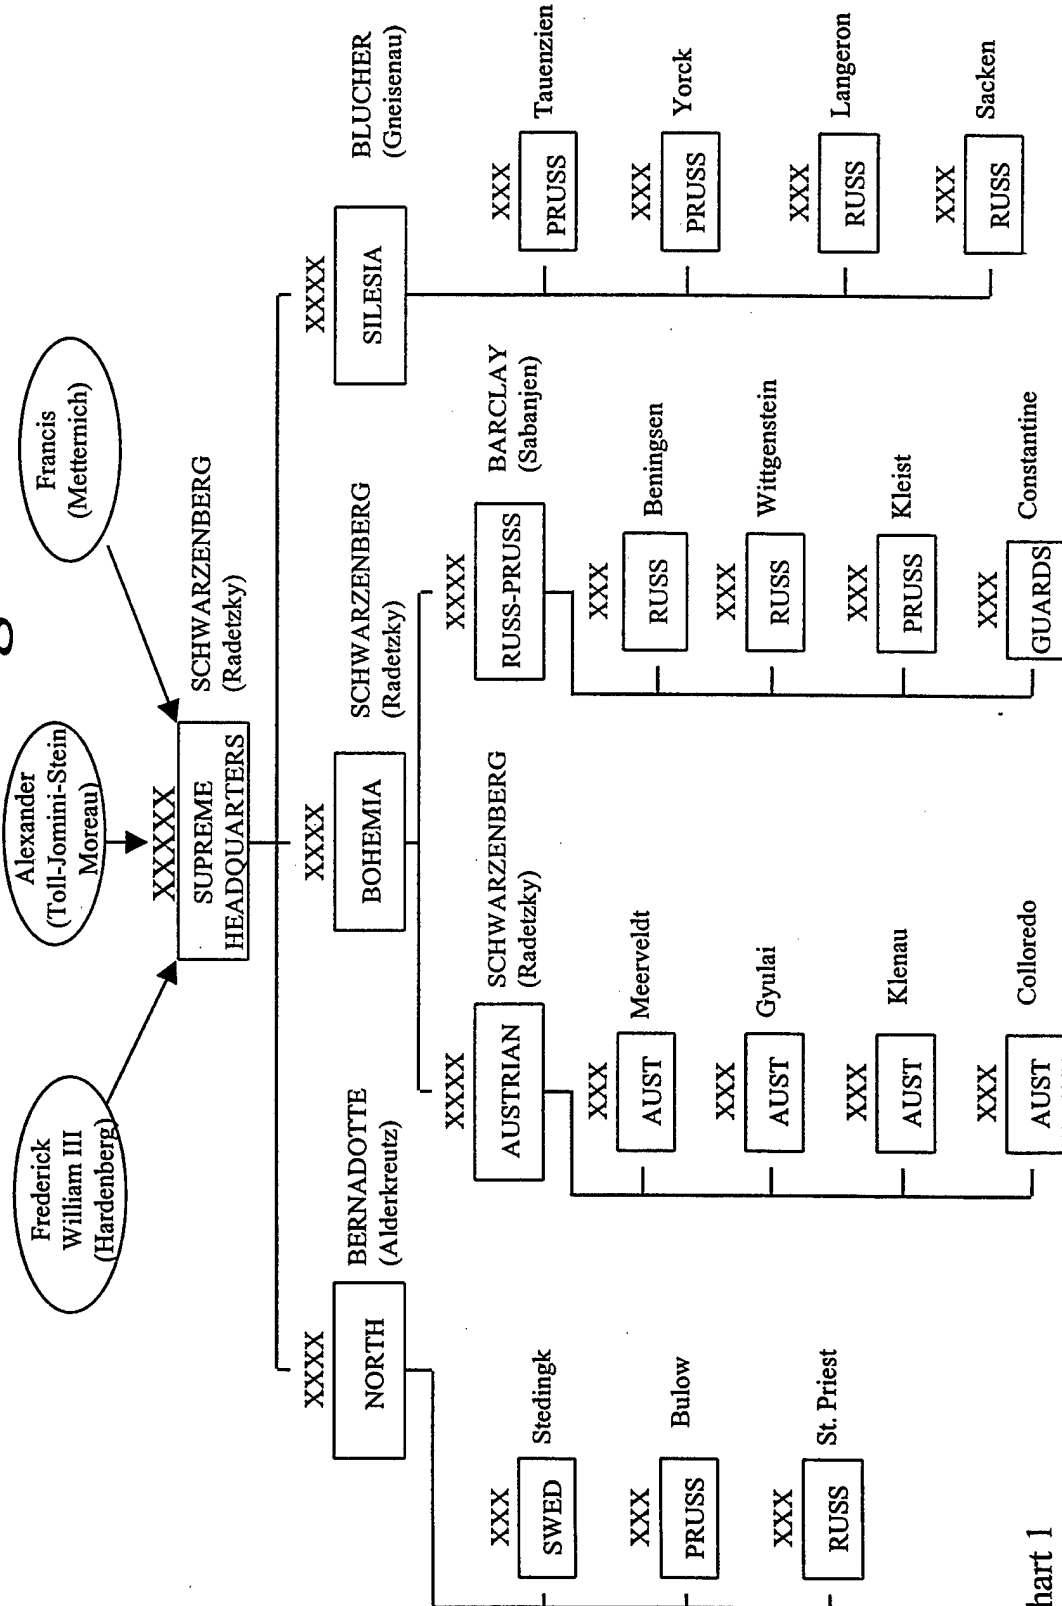 Frederick
William III
(Hardenberg)
Alexander
(Toll-Jomini-Stein
Moreau)
Francis
(Metternich)
XXXXX
SUPREME
HEADQUARTERS
SCHWARZENBERG
(Radetzky)
XXXX
NORTH
BERNADOTTE
(Alderkreutz)
XXXX
BOHEMIA
SCHWARZENBERG
(Radetzky)
XXXX
SILESIA
BLUCHER
(Gneisenau)
XXX
SWED
Stedingk
XXX
PRUSS
Bulow
XXX
RUSS
St. Priest
XXXX
AUSTRIAN
SCHWARZENBERG
(Radetzky)
XXX
AUST
Meerveldt
XXX
AUST
Gyulai
XXX
AUST
Klenau
XXX
AUST
Colloredo
XXXX
RUSS-PRUSS
BARCLAY
(Sabanjen)
XXX
RUSS
Beningsen
XXX
RUSS
Wittgenstein
XXX
PRUSS
Kleist
XXX
GUARDS
Constantine
XXX
PRUSS
Tauenzien
XXX
PRUSS
Yorck
XXX
RUSS
Langeron
XXX
RUSS
Sacken
hart 1